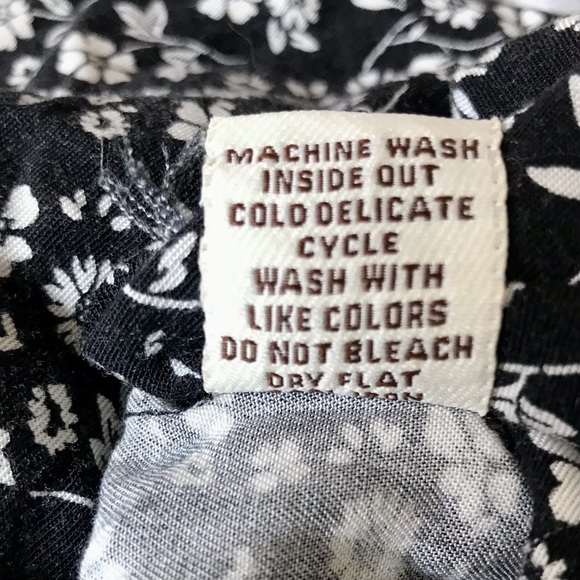 MACHINE WASH
INSIDE OUT
COLD DELICATE
CYCLE
WASH WITH
LIKE COLORS
DO NOT BLEACH
DRY FLAT